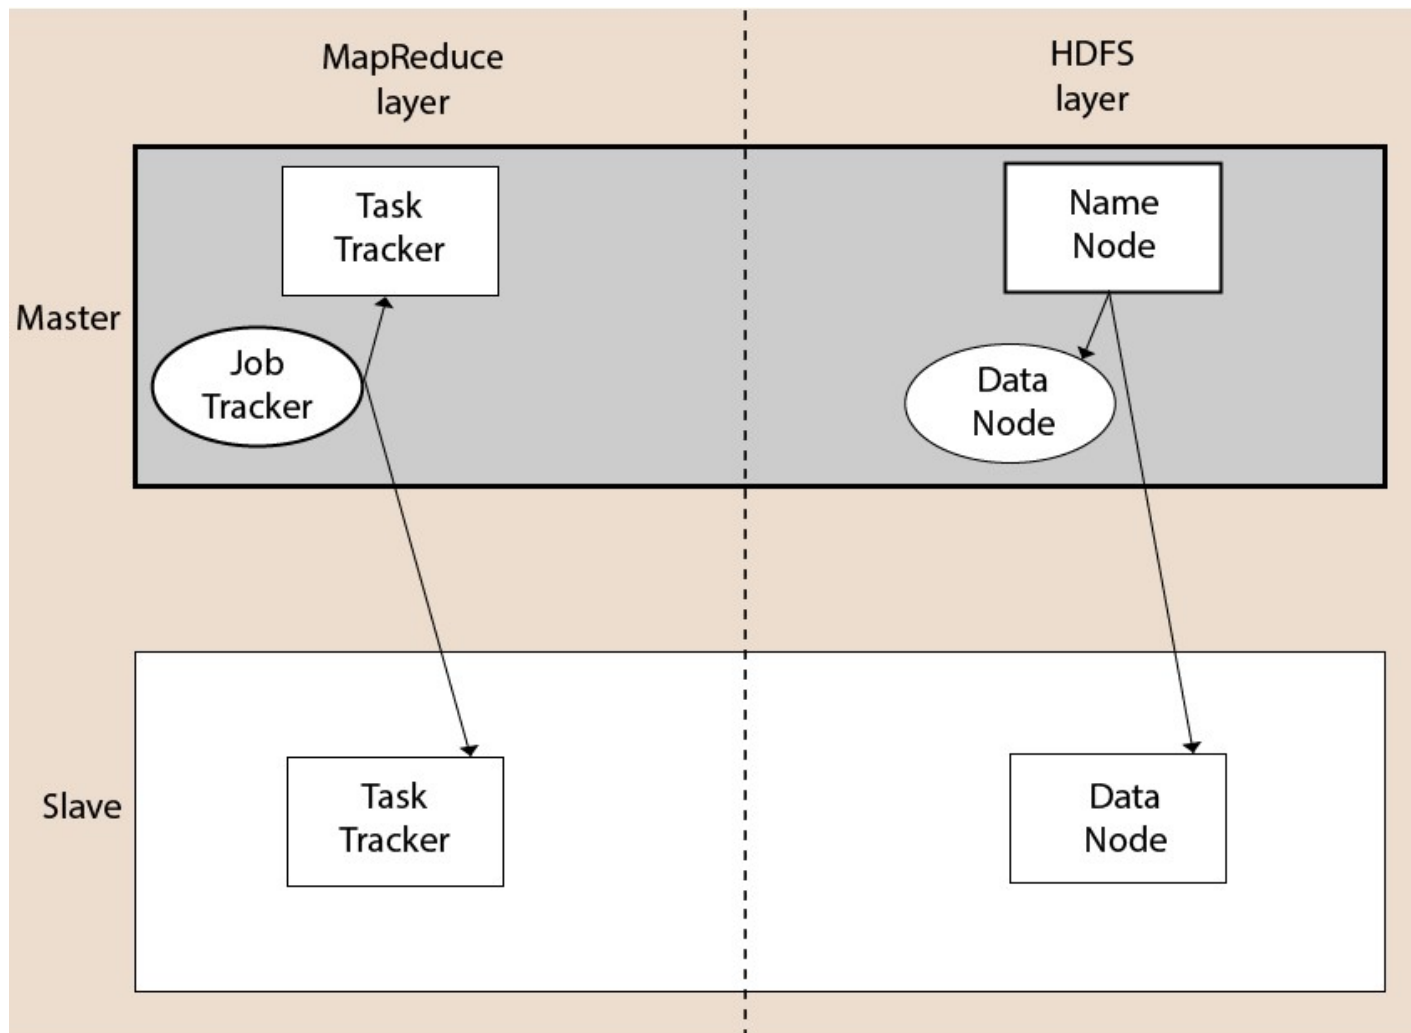 MapReduce
layer
HDFS
layer
Master
Task
Tracker
Job
Tracker
Name
Node
Data
Node
Slave
Task
Tracker
Data
Node